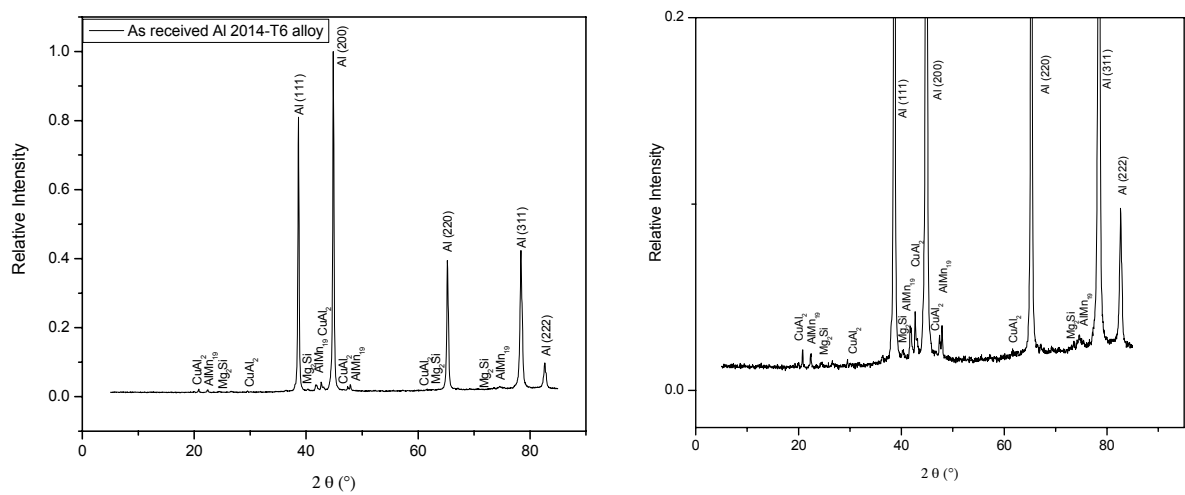 As received Al 2014-T6 alloy
Relative Intensity
1.0
0.8
0.6
0.4
0.2
0.0
CuAl2
AlMn19
Mg2Si
CuAl2
Al (111)
Mg2Si
AlMn19
CuAl2
Al (200)
CuAl2
AlMn19
CuAl2
Mg2Si
Al (220)
Mg2Si
AlMn19
Al (311)
Al (222)
0
20
40
60
80
2 θ (°)
Relative Intensity
0.2
0.0
CuAl2
AlMn19
Mg2Si
CuAl2
Al (111)
Mg2Si
AlMn19
CuAl2
Al (200)
CuAl2
AlMn19
CuAl2
Al (220)
Mg2Si
AlMn19
Al (311)
Al (222)
0
20
40
60
80
2 θ (°)